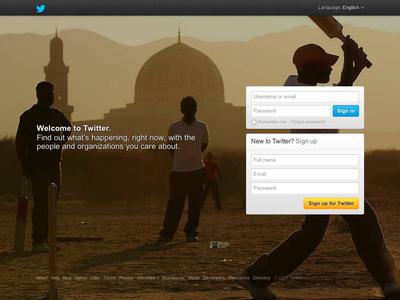 Language: English
Welcome to Twitter.
Find out what's happening, right now, with the
people and organizations you care about.
Username or email
Password
Sign in
Remember me · Forgot password?
New to Twitter? Sign up
Full name
Email
Password
Sign up for Twitter
About Help Blog Status Jobs Terms Privacy Advertisers Businesses Media Developers Resources Directory